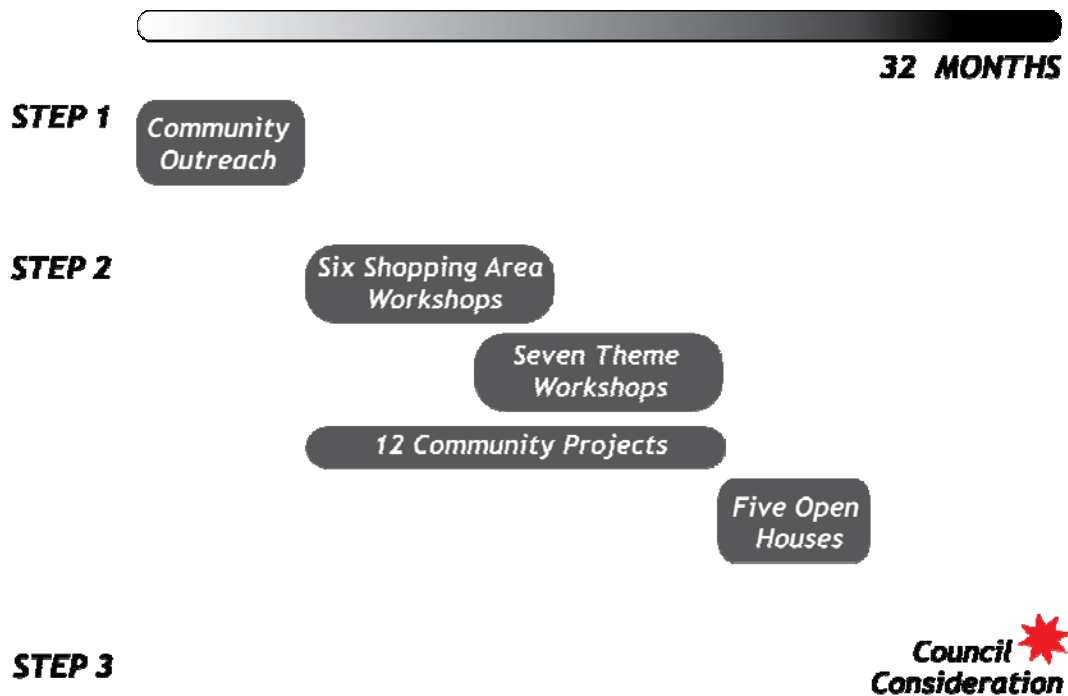 32 MONTHS
STEP 1
Community
Outreach
STEP 2
Six Shopping Area
Workshops
Seven Theme
Workshops
12 Community Projects
Five Open
Houses
STEP 3
Council
Consideration